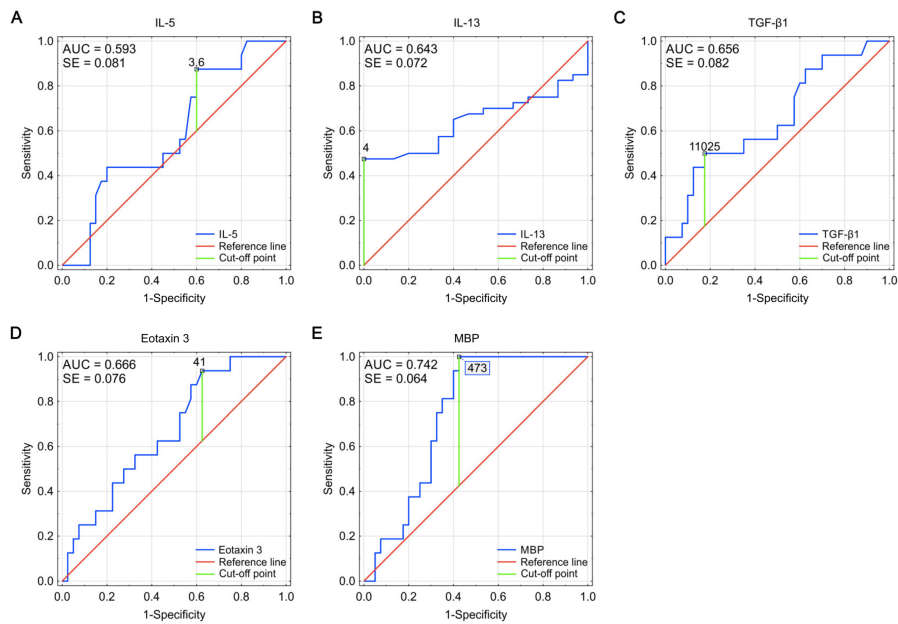 A
IL-5
AUC = 0.593
SE = 0.081
3.6
1.0
0.8
0.6
0.4
0.2
0.0
Sensitivity
IL-5
Reference line
Cut-off point
0.0 0.2 0.4 0.6 0.8 1.0
1-Specificity
B
IL-13
AUC = 0.643
SE = 0.072
4
1.0
0.8
0.6
0.4
0.2
0.0
Sensitivity
IL-13
Reference line
Cut-off point
0.0 0.2 0.4 0.6 0.8 1.0
1-Specificity
C
TGF-β1
AUC = 0.656
SE = 0.082
11025
1.0
0.8
0.6
0.4
0.2
0.0
Sensitivity
TGF-β1
Reference line
Cut-off point
0.0 0.2 0.4 0.6 0.8 1.0
1-Specificity
D
Eotaxin 3
AUC = 0.666
SE = 0.076
41
1.0
0.8
0.6
0.4
0.2
0.0
Sensitivity
Eotaxin 3
Reference line
Cut-off point
0.0 0.2 0.4 0.6 0.8 1.0
1-Specificity
E
MBP
AUC = 0.742
SE = 0.064
473
1.0
0.8
0.6
0.4
0.2
0.0
Sensitivity
MBP
Reference line
Cut-off point
0.0 0.2 0.4 0.6 0.8 1.0
1-Specificity